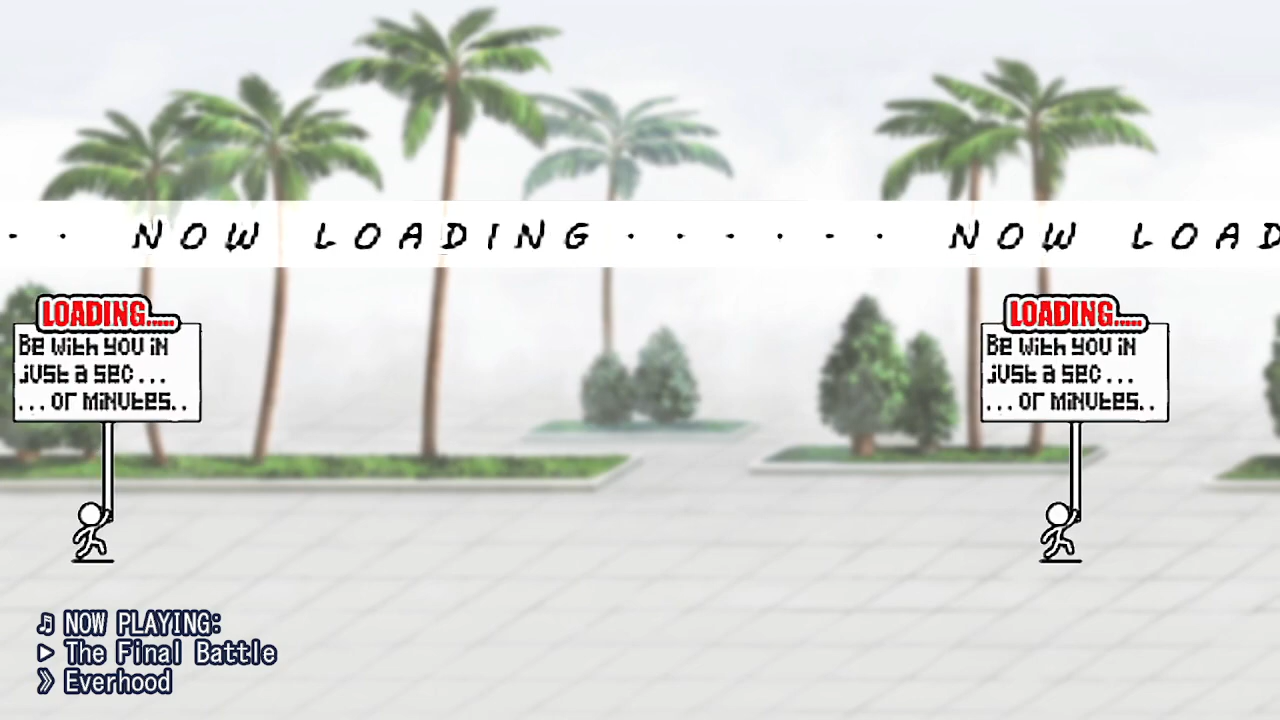 . . NOW LOADING . . . . . . NOW LOAD
LOADING.....
Be with you in
just a sec...
... or minutes..
LOADING.....
Be with you in
just a sec...
... or minutes..
♫ NOW PLAYING:
► The Final Battle
》 Everhood